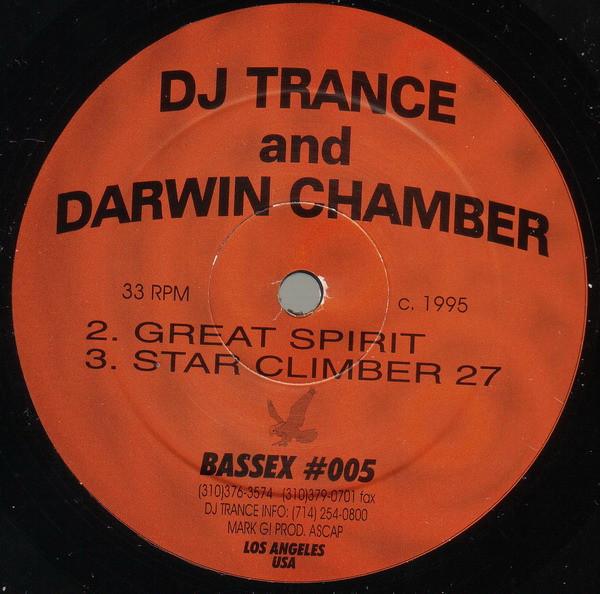 DJ TRANCE
and
DARWIN CHAMBER
33 RPM c. 1995
2. GREAT SPIRIT
3. STAR CLIMBER 27
BASSEX #005
(310)376-3574 (310)379-0701 fax
DJ TRANCE INFO: (714) 254-0800
MARK G! PROD. ASCAP
LOS ANGELES
USA